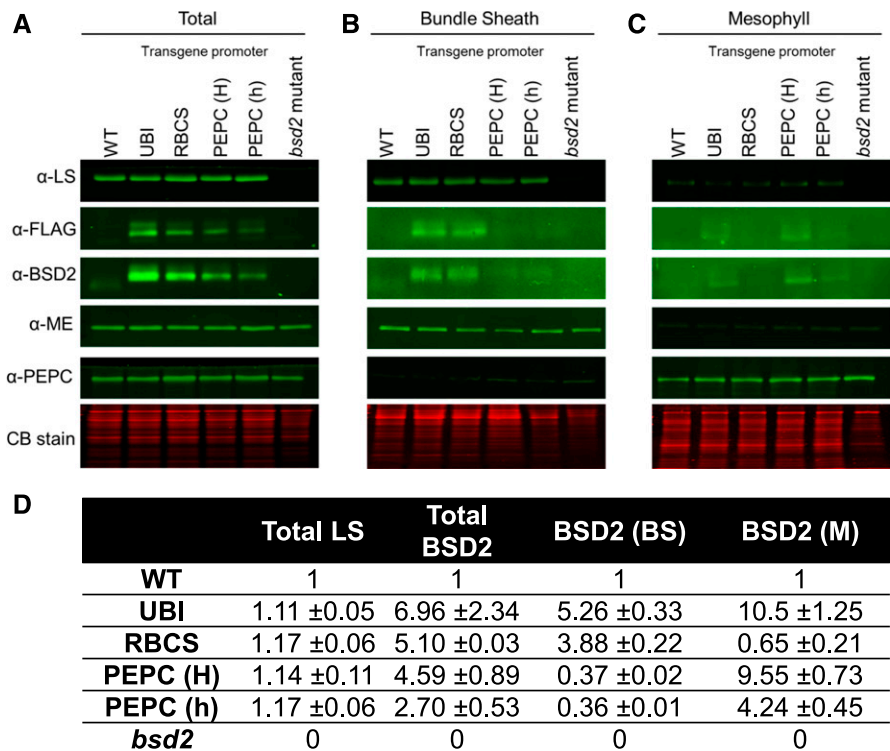 A
Total
Transgene promoter
WT
UBI
RBCS
PEPC (H)
PEPC (h)
bsd2 mutant
B
Bundle Sheath
Transgene promoter
WT
UBI
RBCS
PEPC (H)
PEPC (h)
bsd2 mutant
C
Mesophyll
Transgene promoter
WT
UBI
RBCS
PEPC (H)
PEPC (h)
bsd2 mutant
α-LS
α-FLAG
α-BSD2
α-ME
α-PEPC
CB stain
D
Total LS Total BSD2 BSD2 (BS) BSD2 (M)
WT 1 1 1 1
UBI 1.11 ±0.05 6.96 ±2.34 5.26 ±0.33 10.5 ±1.25
RBCS 1.17 ±0.06 5.10 ±0.03 3.88 ±0.22 0.65 ±0.21
PEPC (H) 1.14 ±0.11 4.59 ±0.89 0.37 ±0.02 9.55 ±0.73
PEPC (h) 1.17 ±0.06 2.70 ±0.53 0.36 ±0.01 4.24 ±0.45
bsd2 0 0 0 0